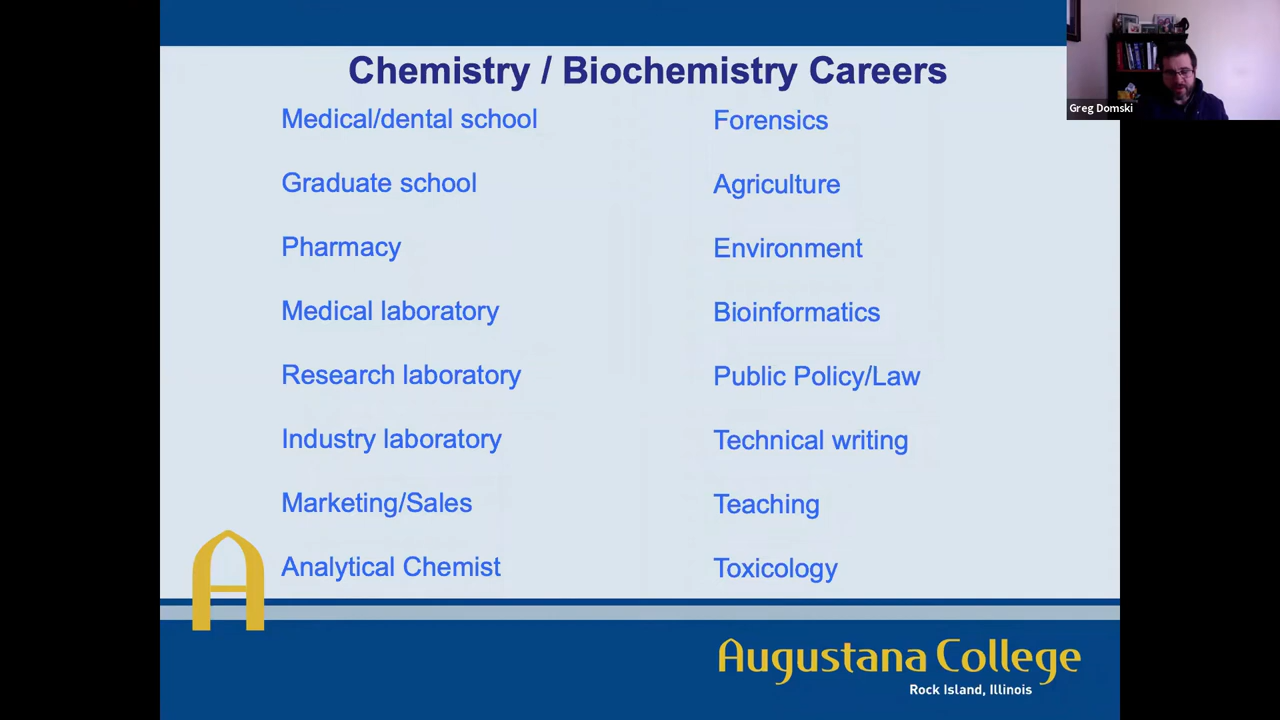 Chemistry / Biochemistry Careers
Medical/dental school
Graduate school
Pharmacy
Medical laboratory
Research laboratory
Industry laboratory
Marketing/Sales
Analytical Chemist
Forensics
Agriculture
Environment
Bioinformatics
Public Policy/Law
Technical writing
Teaching
Toxicology
Augustana College
Rock Island, Illinois
Greg Domski